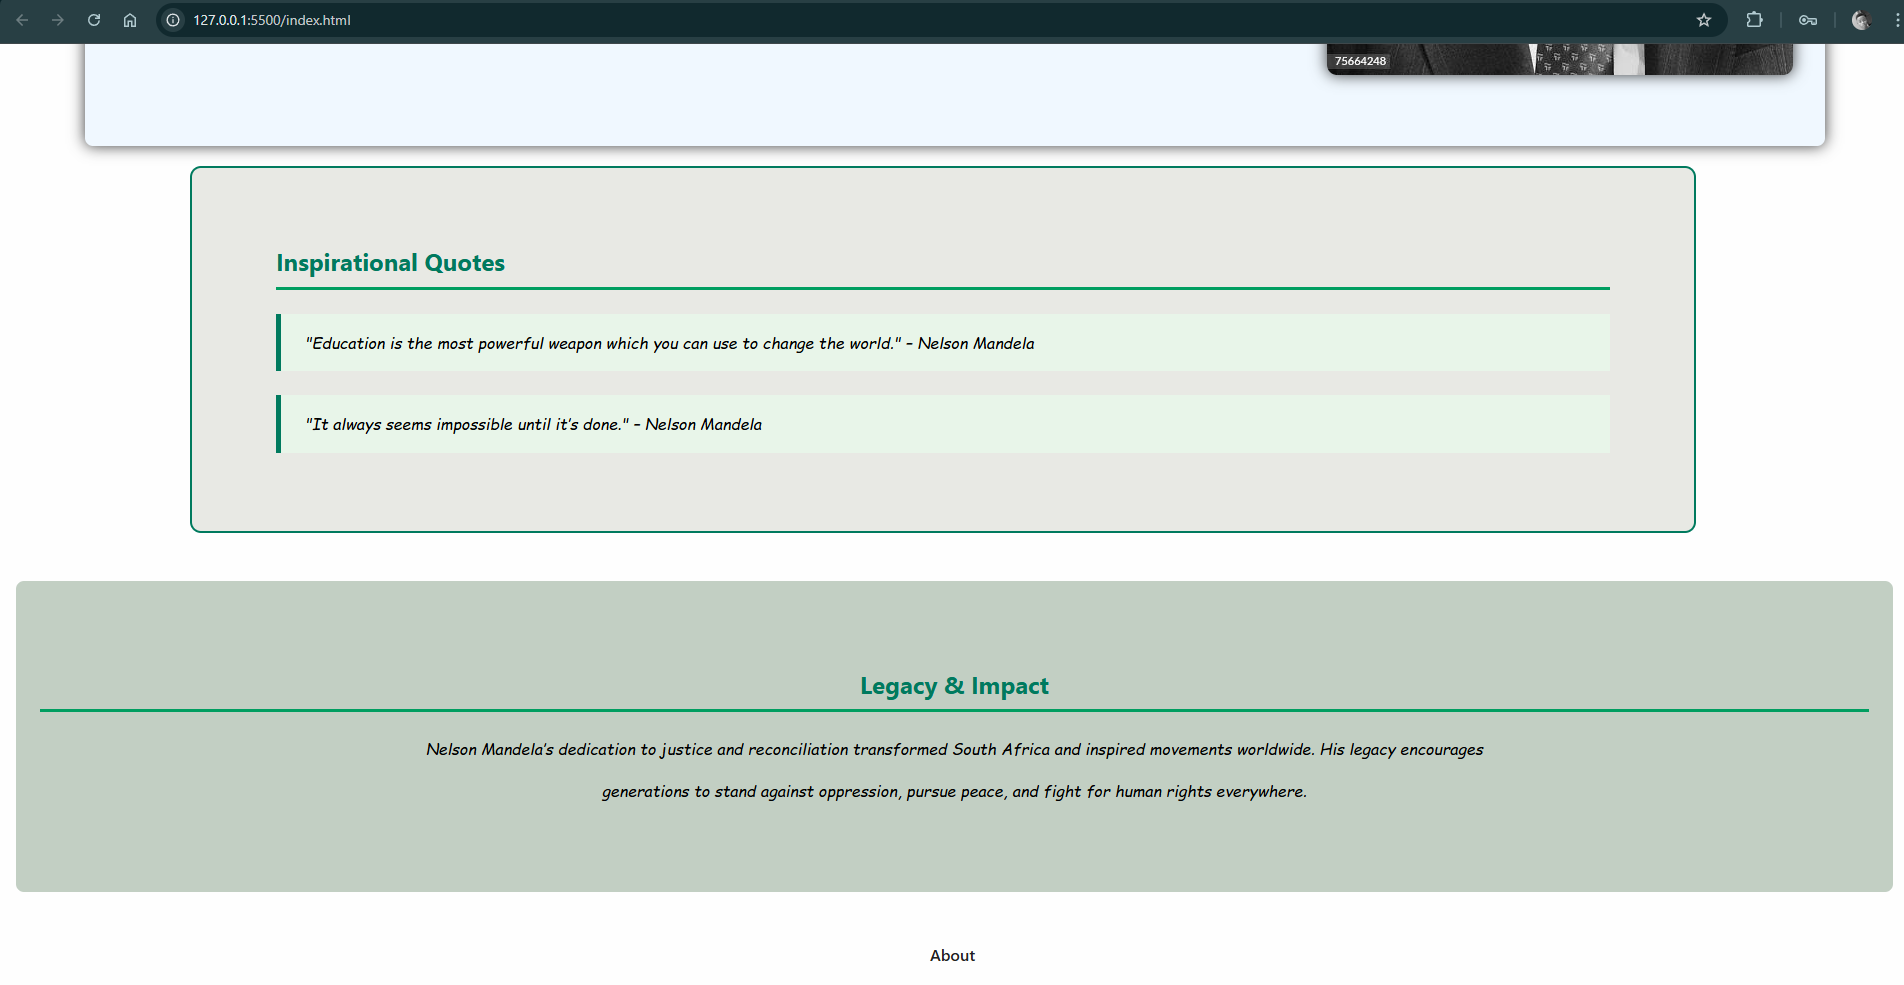 127.0.0.1:5500/index.html
75664248
Inspirational Quotes
"Education is the most powerful weapon which you can use to change the world." – Nelson Mandela
"It always seems impossible until it’s done." – Nelson Mandela
Legacy & Impact
Nelson Mandela’s dedication to justice and reconciliation transformed South Africa and inspired movements worldwide. His legacy encourages
generations to stand against oppression, pursue peace, and fight for human rights everywhere.
About